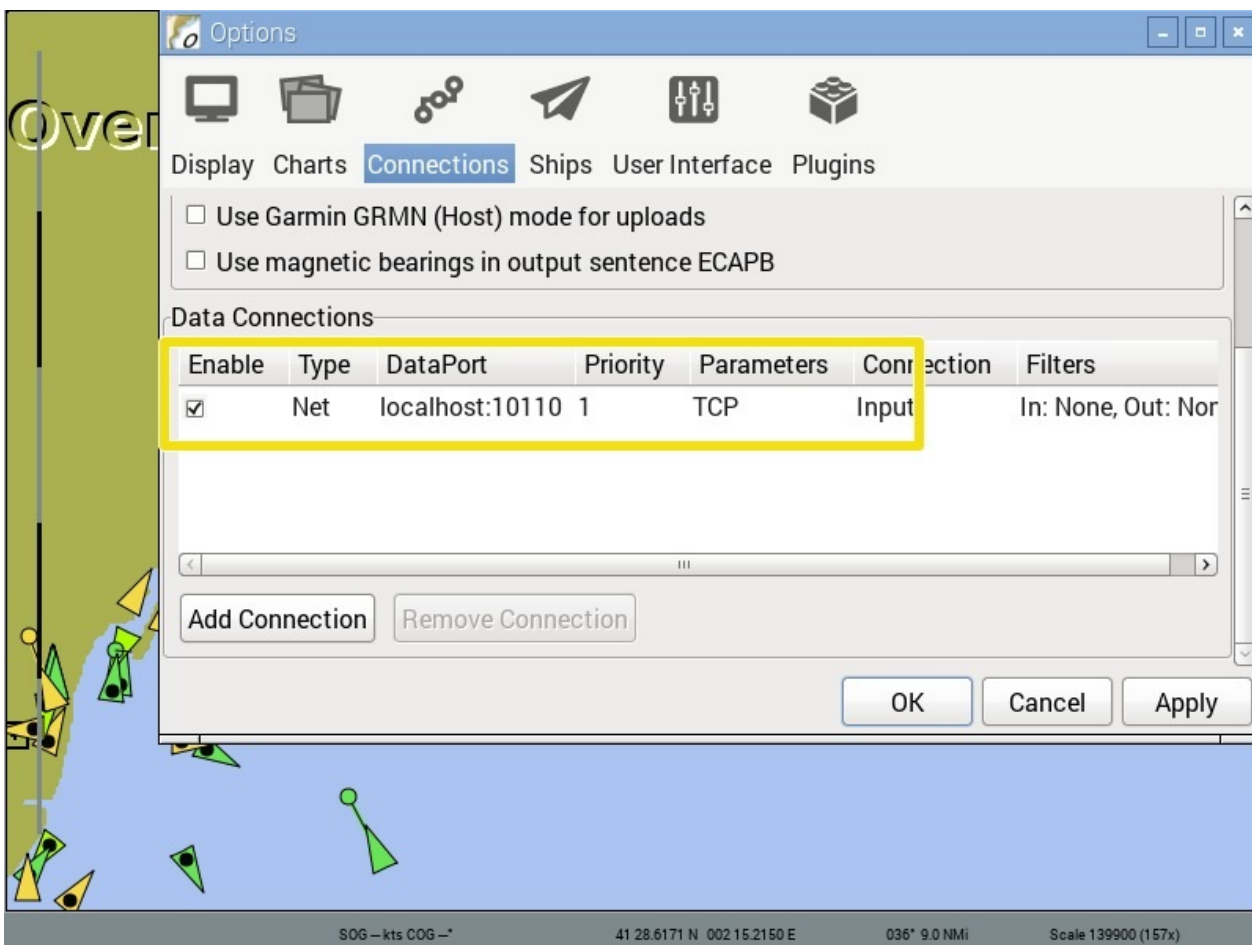 Options
Over
Display Charts Connections Ships User Interface Plugins
Use Garmin GRMN (Host) mode for uploads
Use magnetic bearings in output sentence ECAPB
Data Connections
Enable Type DataPort Priority Parameters Connection Filters
localhost:10110 1 TCP Input In: None, Out: Nor
Net
Add Connection Remove Connection
OK Cancel Apply
SOG -- kts COG --° 41 28.6171 N 002 15.2150 E 036° 9.0 NMi Scale 139900 (157x)